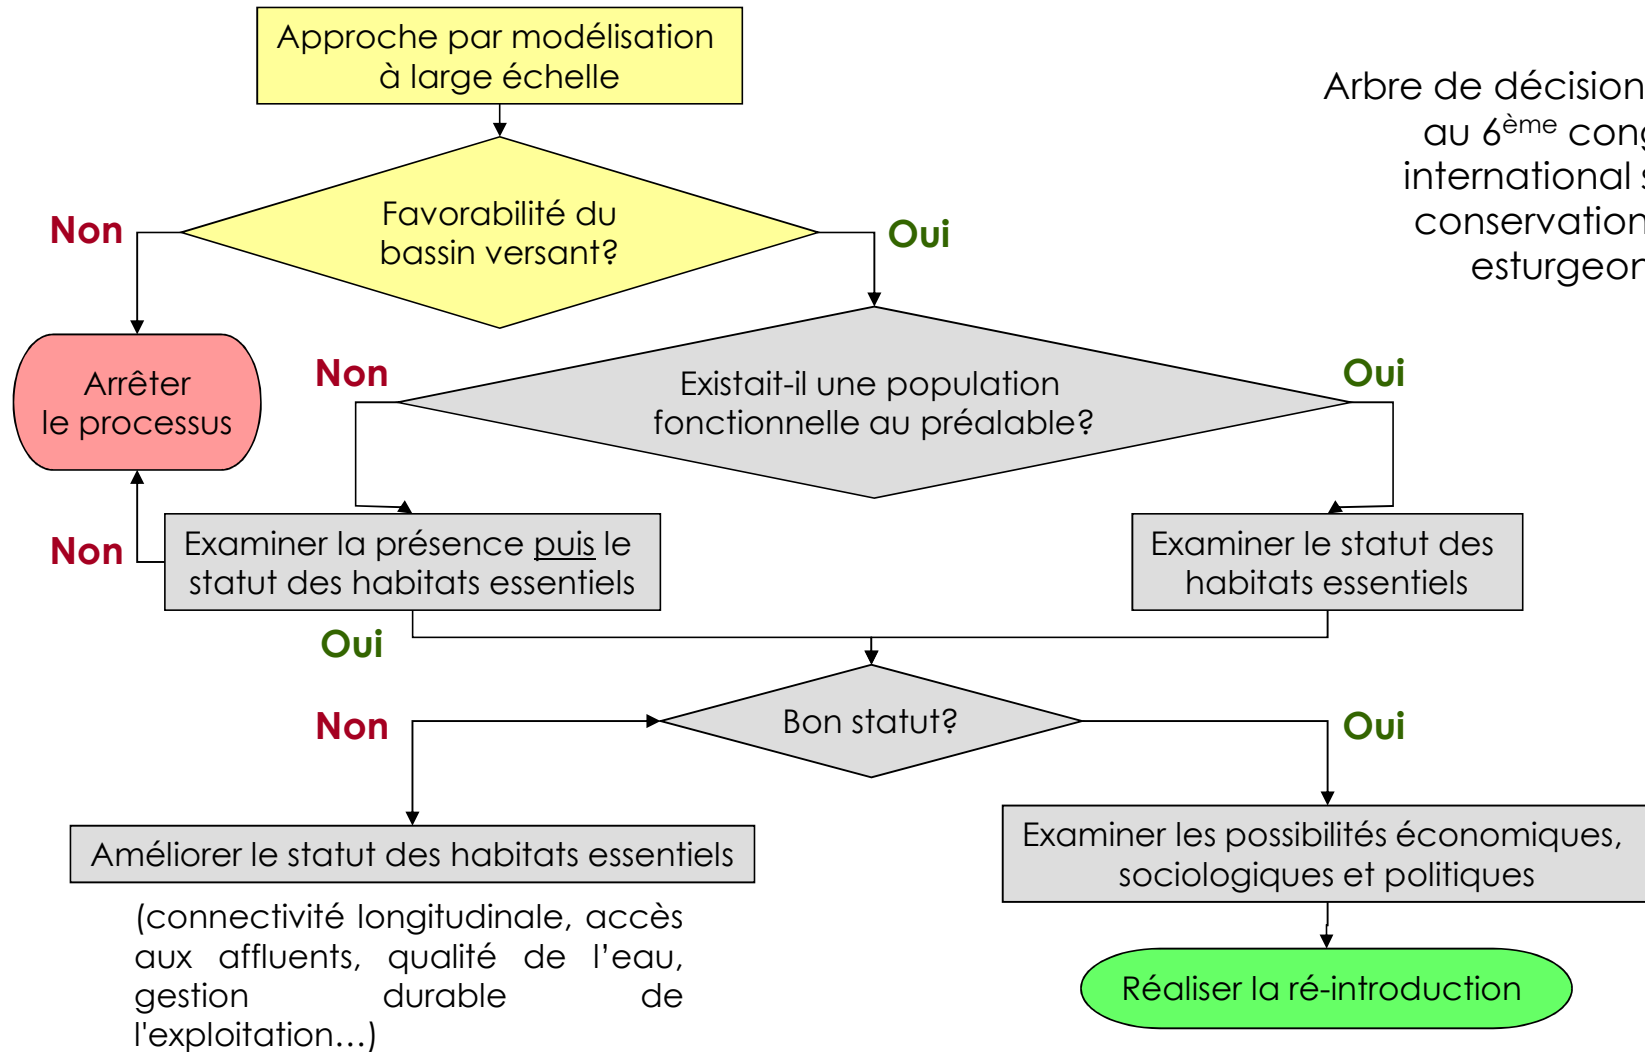 Approche par modélisation
à large échelle
Arbre de décision
au 6ème
international
conservation
Favorabilité du
bassin versant?
Non
Oui
Arrêter
le processus
Existait-il une population
fonctionnelle au préalable?
Non
Oui
Non
Examiner la présence puis le
statut des habitats essentiels
Examiner le statut des
habitats essentiels
Oui
Bon statut?
Non
Oui
Améliorer le statut des habitats essentiels
(connectivité longitudinale, accès
aux affluents, qualité de l'eau,
gestion durable de
l'exploitation...)
Examiner les possibilités économiques,
sociologiques et politiques
Réaliser la ré-introduction